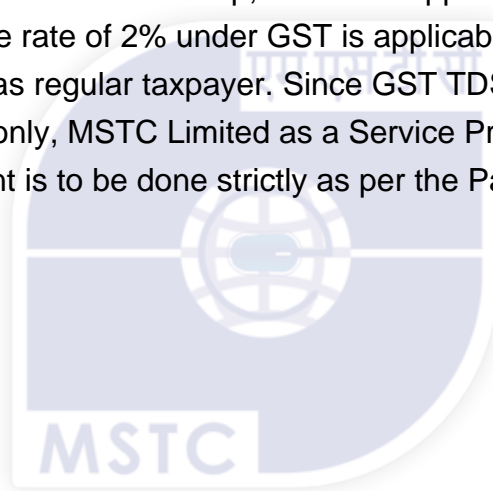 e rate of 2% under GST is applicab
as regular taxpayer. Since GST TDS
only, MSTC Limited as a Service Pr
nt is to be done strictly as per the Pa
MSTC